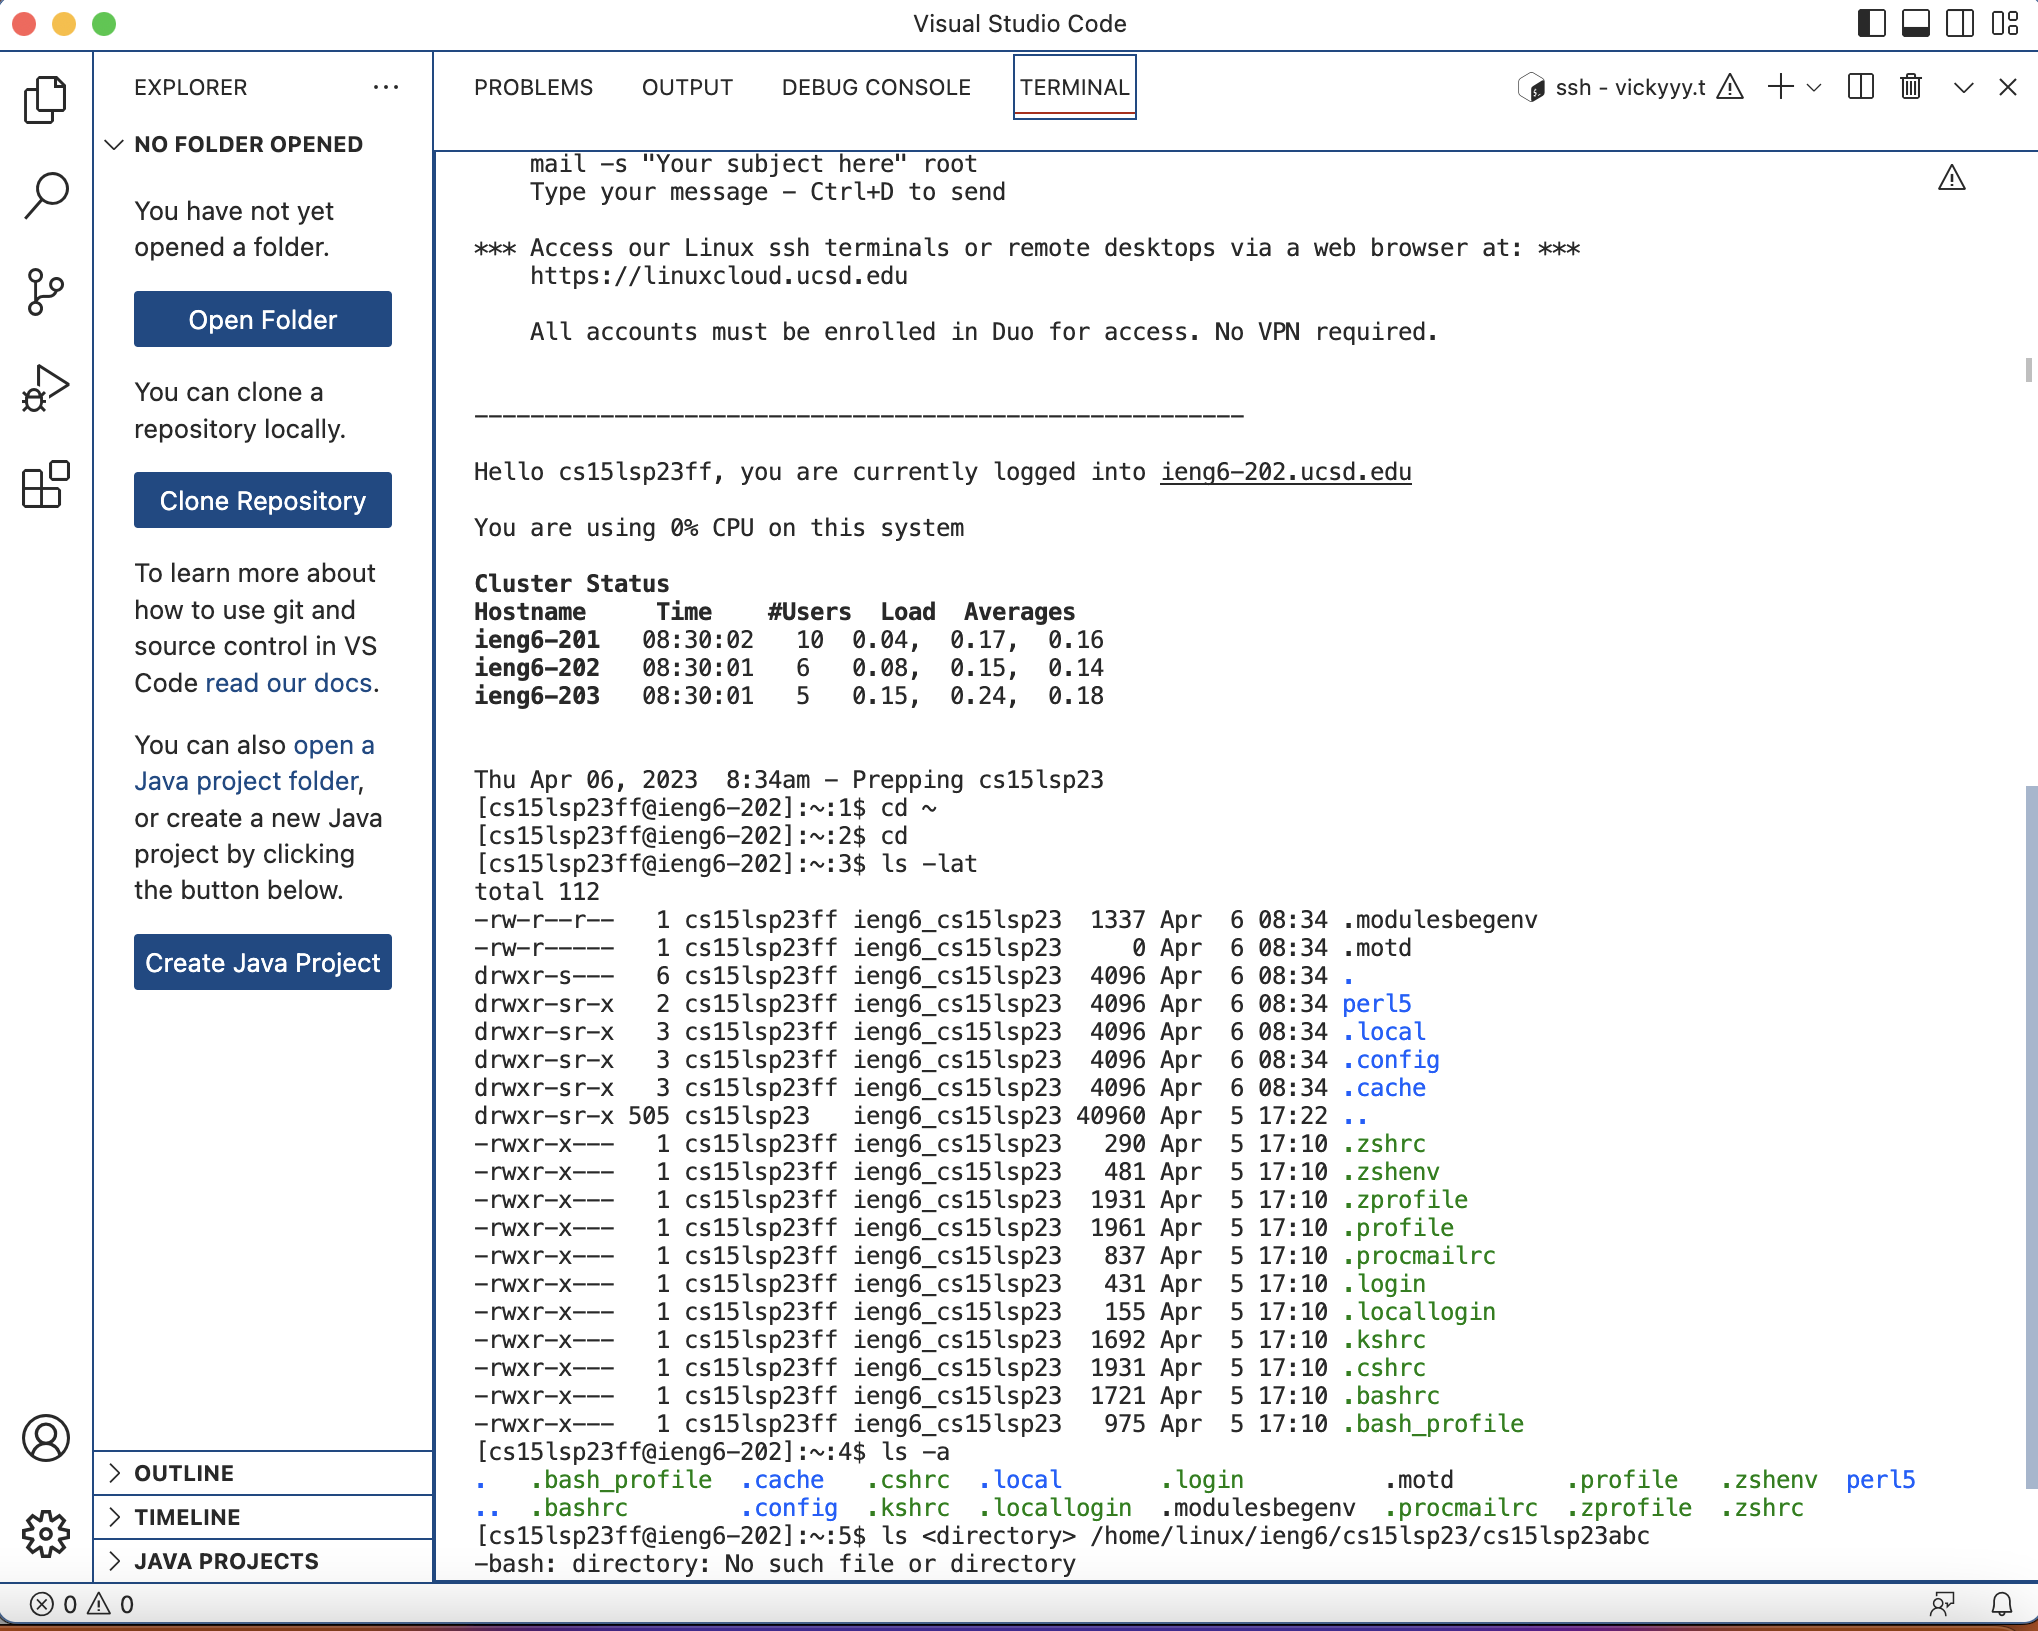 Visual Studio Code
EXPLORER
NO FOLDER OPENED
You have not yet
opened a folder.
Open Folder
You can clone a
repository locally.
Clone Repository
To learn more about
how to use git and
source control in VS
Code read our docs.
You can also open a
Java project folder,
or create a new Java
project by clicking
the button below.
Create Java Project
OUTLINE
TIMELINE
JAVA PROJECTS
PROBLEMS OUTPUT DEBUG CONSOLE TERMINAL ssh - vickyyy.t
mail -s "Your subject here" root
Type your message - Ctrl+D to send
*** Access our Linux ssh terminals or remote desktops via a web browser at: ***
https://linuxcloud.ucsd.edu
All accounts must be enrolled in Duo for access. No VPN required.
-------------------------------------------------------
Hello cs15lsp23ff, you are currently logged into ieng6-202.ucsd.edu
You are using 0% CPU on this system
Cluster Status
Hostname     Time    #Users  Load  Averages
ieng6-201   08:30:02   10  0.04,  0.17,  0.16
ieng6-202   08:30:01   6   0.08,  0.15,  0.14
ieng6-203   08:30:01   5   0.15,  0.24,  0.18
Thu Apr 06, 2023  8:34am - Prepping cs15lsp23
[cs15lsp23ff@ieng6-202]:~:1$ cd ~
[cs15lsp23ff@ieng6-202]:~:2$ cd
[cs15lsp23ff@ieng6-202]:~:3$ ls -lat
total 112
-rw-r--r--   1 cs15lsp23ff ieng6_cs15lsp23  1337 Apr  6 08:34 .modulesbegenv
-rw-r-----   1 cs15lsp23ff ieng6_cs15lsp23     0 Apr  6 08:34 .motd
drwxr-s---   6 cs15lsp23ff ieng6_cs15lsp23  4096 Apr  6 08:34 .
drwxr-sr-x   2 cs15lsp23ff ieng6_cs15lsp23  4096 Apr  6 08:34 perl5
drwxr-sr-x   3 cs15lsp23ff ieng6_cs15lsp23  4096 Apr  6 08:34 .local
drwxr-sr-x   3 cs15lsp23ff ieng6_cs15lsp23  4096 Apr  6 08:34 .config
drwxr-sr-x   3 cs15lsp23ff ieng6_cs15lsp23  4096 Apr  6 08:34 .cache
drwxr-sr-x 505 cs15lsp23   ieng6_cs15lsp23 40960 Apr  5 17:22 ..
-rwxr-x---   1 cs15lsp23ff ieng6_cs15lsp23   290 Apr  5 17:10 .zshrc
-rwxr-x---   1 cs15lsp23ff ieng6_cs15lsp23   481 Apr  5 17:10 .zshenv
-rwxr-x---   1 cs15lsp23ff ieng6_cs15lsp23  1931 Apr  5 17:10 .zprofile
-rwxr-x---   1 cs15lsp23ff ieng6_cs15lsp23  1961 Apr  5 17:10 .profile
-rwxr-x---   1 cs15lsp23ff ieng6_cs15lsp23   837 Apr  5 17:10 .procmailrc
-rwxr-x---   1 cs15lsp23ff ieng6_cs15lsp23   431 Apr  5 17:10 .login
-rwxr-x---   1 cs15lsp23ff ieng6_cs15lsp23   155 Apr  5 17:10 .locallogin
-rwxr-x---   1 cs15lsp23ff ieng6_cs15lsp23  1692 Apr  5 17:10 .kshrc
-rwxr-x---   1 cs15lsp23ff ieng6_cs15lsp23  1931 Apr  5 17:10 .cshrc
-rwxr-x---   1 cs15lsp23ff ieng6_cs15lsp23  1721 Apr  5 17:10 .bashrc
-rwxr-x---   1 cs15lsp23ff ieng6_cs15lsp23   975 Apr  5 17:10 .bash_profile
[cs15lsp23ff@ieng6-202]:~:4$ ls -a
.   .bash_profile  .cache   .cshrc  .local       .login          .motd        .profile   .zshenv  perl5
..  .bashrc        .config  .kshrc  .locallogin  .modulesbegenv  .procmailrc  .zprofile  .zshrc
[cs15lsp23ff@ieng6-202]:~:5$ ls <directory> /home/linux/ieng6/cs15lsp23/cs15lsp23abc
-bash: directory: No such file or directory
0 0